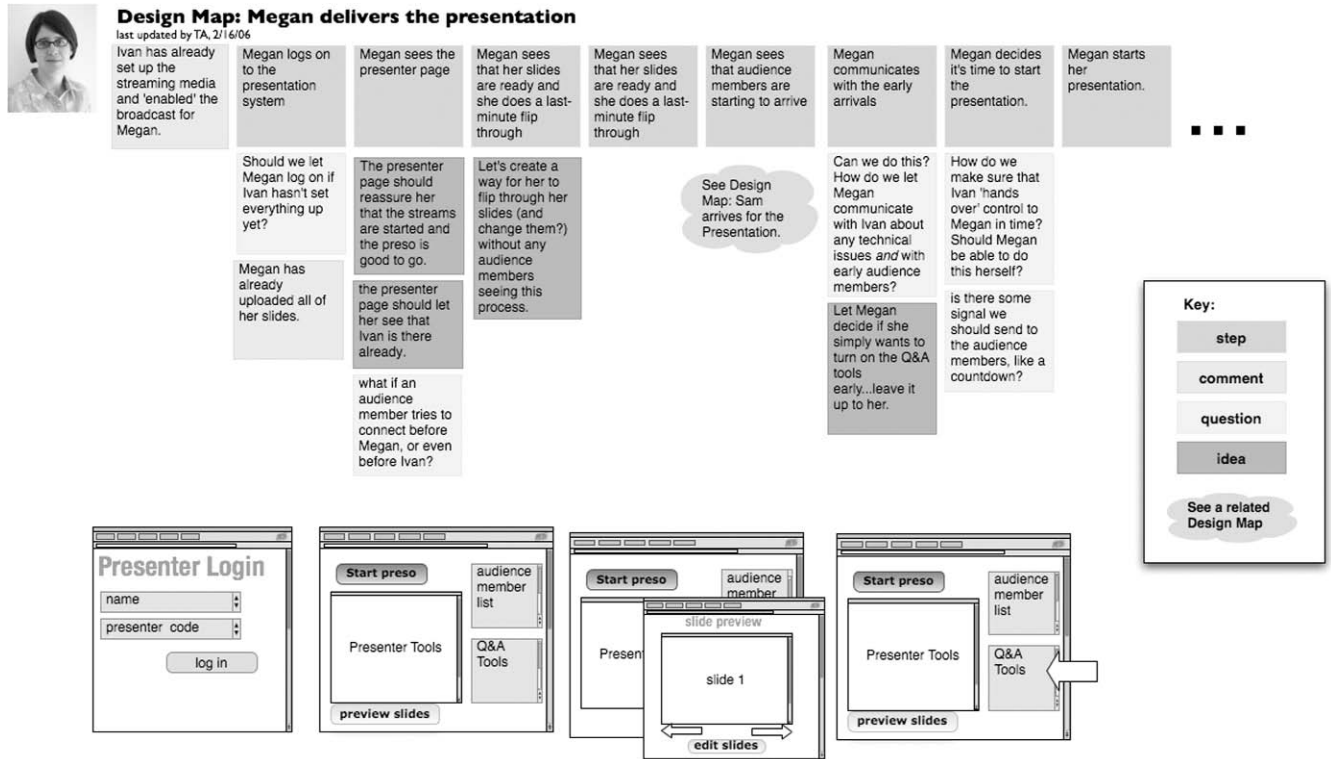 Design Map: Megan delivers the presentation
last updated by TA, 2/16/06
Ivan has already
set up the
streaming media
and 'enabled' the
broadcast for
Megan.
Megan logs on
to the
presentation
system
Megan sees the
presenter page
Megan sees
that her slides
are ready and
she does a last-
minute flip
through
Megan sees
that her slides
are ready and
she does a last-
minute flip
through
Megan sees
that audience
members are
starting to arrive
Megan
communicates
with the early
arrivals
Megan decides
it's time to start
the
presentation.
Megan starts
her
presentation.
...
Should we let
Megan log on if
Ivan hasn't set
everything up
yet?
Megan has
already
uploaded all of
her slides.
The presenter
page should
reassure her
that the streams
are started and
the preso is
good to go.
the presenter
page should let
her see that
Ivan is there
already.
what if an
audience
member tries to
connect before
Megan, or even
before Ivan?
Let's create a
way for her to
flip through her
slides (and
change them?)
without any
audience
members
seeing this
process.
See Design
Map: Sam
arrives for the
Presentation.
Can we do this?
How do we let
Megan
communicate
with Ivan about
any technical
issues and with
early audience
members?
Let Megan
decide if she
simply wants to
turn on the Q&A
tools
early...leave it
up to her.
How do we
make sure that
Ivan 'hands
over' control to
Megan in time?
Should Megan
be able to do
this herself?
is there some
signal we
should send to
the audience
members, like a
countdown?
Key:
step
comment
question
idea
See a related
Design Map
Presenter Login
name
presenter code
log in
Start preso
audience
member
list
Presenter Tools
Q&A
Tools
preview slides
Start preso
audience
member
Presen
slide preview
slide 1
edit slides
Start preso
audience
member
list
Presenter Tools
Q&A
Tools
preview slides